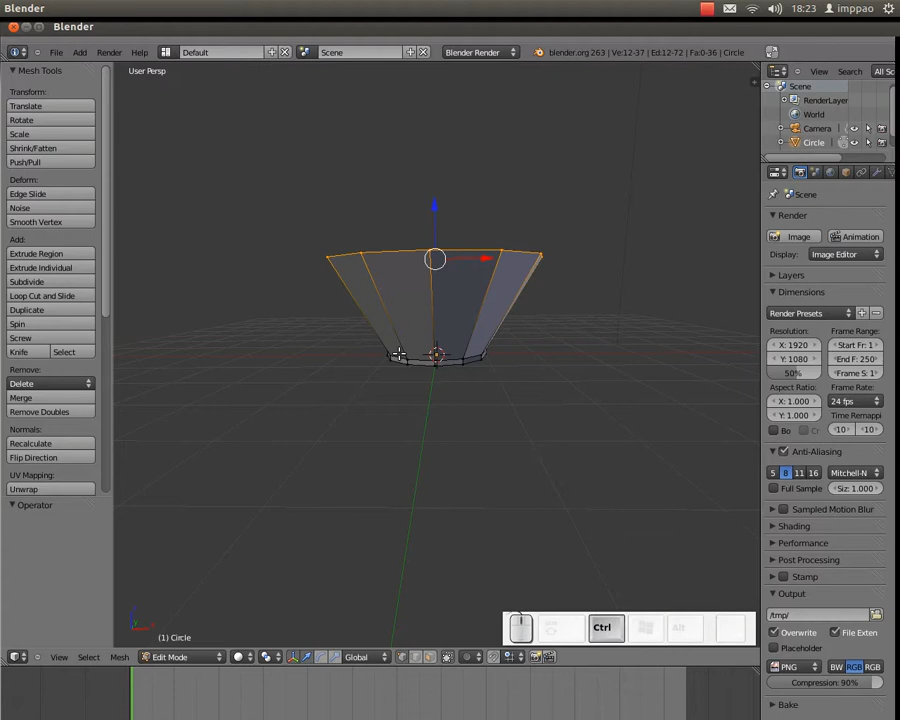 Blender
18:23
imppao
Blender
File
Add
Render
Help
Default
Scene
Blender Render
blender.org 263 | Ve:12-37 | Ed:12-72 | Fa:0-36 | Circle
Mesh Tools
Transform:
Translate
Rotate
Scale
Shrink/Fatten
Push/Pull
Deform:
Edge Slide
Noise
Smooth Vertex
Add:
Extrude Region
Extrude Individual
Subdivide
Loop Cut and Slide
Duplicate
Spin
Screw
Knife
Select
Remove:
Delete
Merge
Remove Doubles
Normals:
Recalculate
Flip Direction
UV Mapping:
Unwrap
Operator
User Persp
(1) Circle
Ctrl
Alt
View
Select
Mesh
Edit Mode
Global
View
Search
All Sc
Scene
RenderLayer
World
Camera
Circle
Scene
Render
Image
Animation
Display:
Image Editor
Layers
Dimensions
Render Presets
Resolution:
Frame Range:
X: 1920
Start Fr: 1
Y: 1080
End F: 250
50%
Frame S: 1
Aspect Ratio:
Frame Rate:
X: 1.000
24 fps
Y: 1.000
Time Remappi
Bo
Cr
10
10
Anti-Aliasing
5
8
11
16
Mitchell-N
Full Sample
Siz: 1.000
Sampled Motion Blur
Shading
Performance
Post Processing
Stamp
Output
/tmp/
Overwrite
File Exten
Placeholder
PNG
BW
RGB
RGB
Compression: 90%
Bake